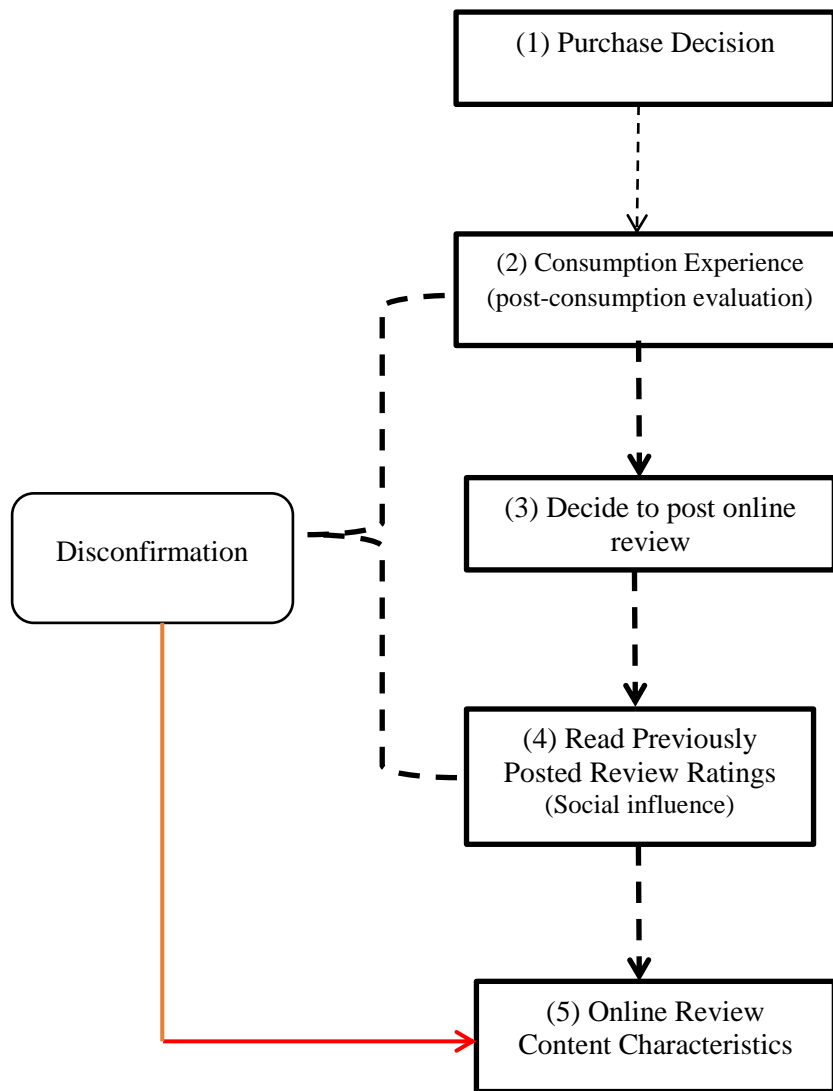 (1) Purchase Decision
(2) Consumption Experience
(post-consumption evaluation)
(3) Decide to post online
review
Disconfirmation
(4) Read Previously
Posted Review Ratings
(Social influence)
(5) Online Review
Content Characteristics